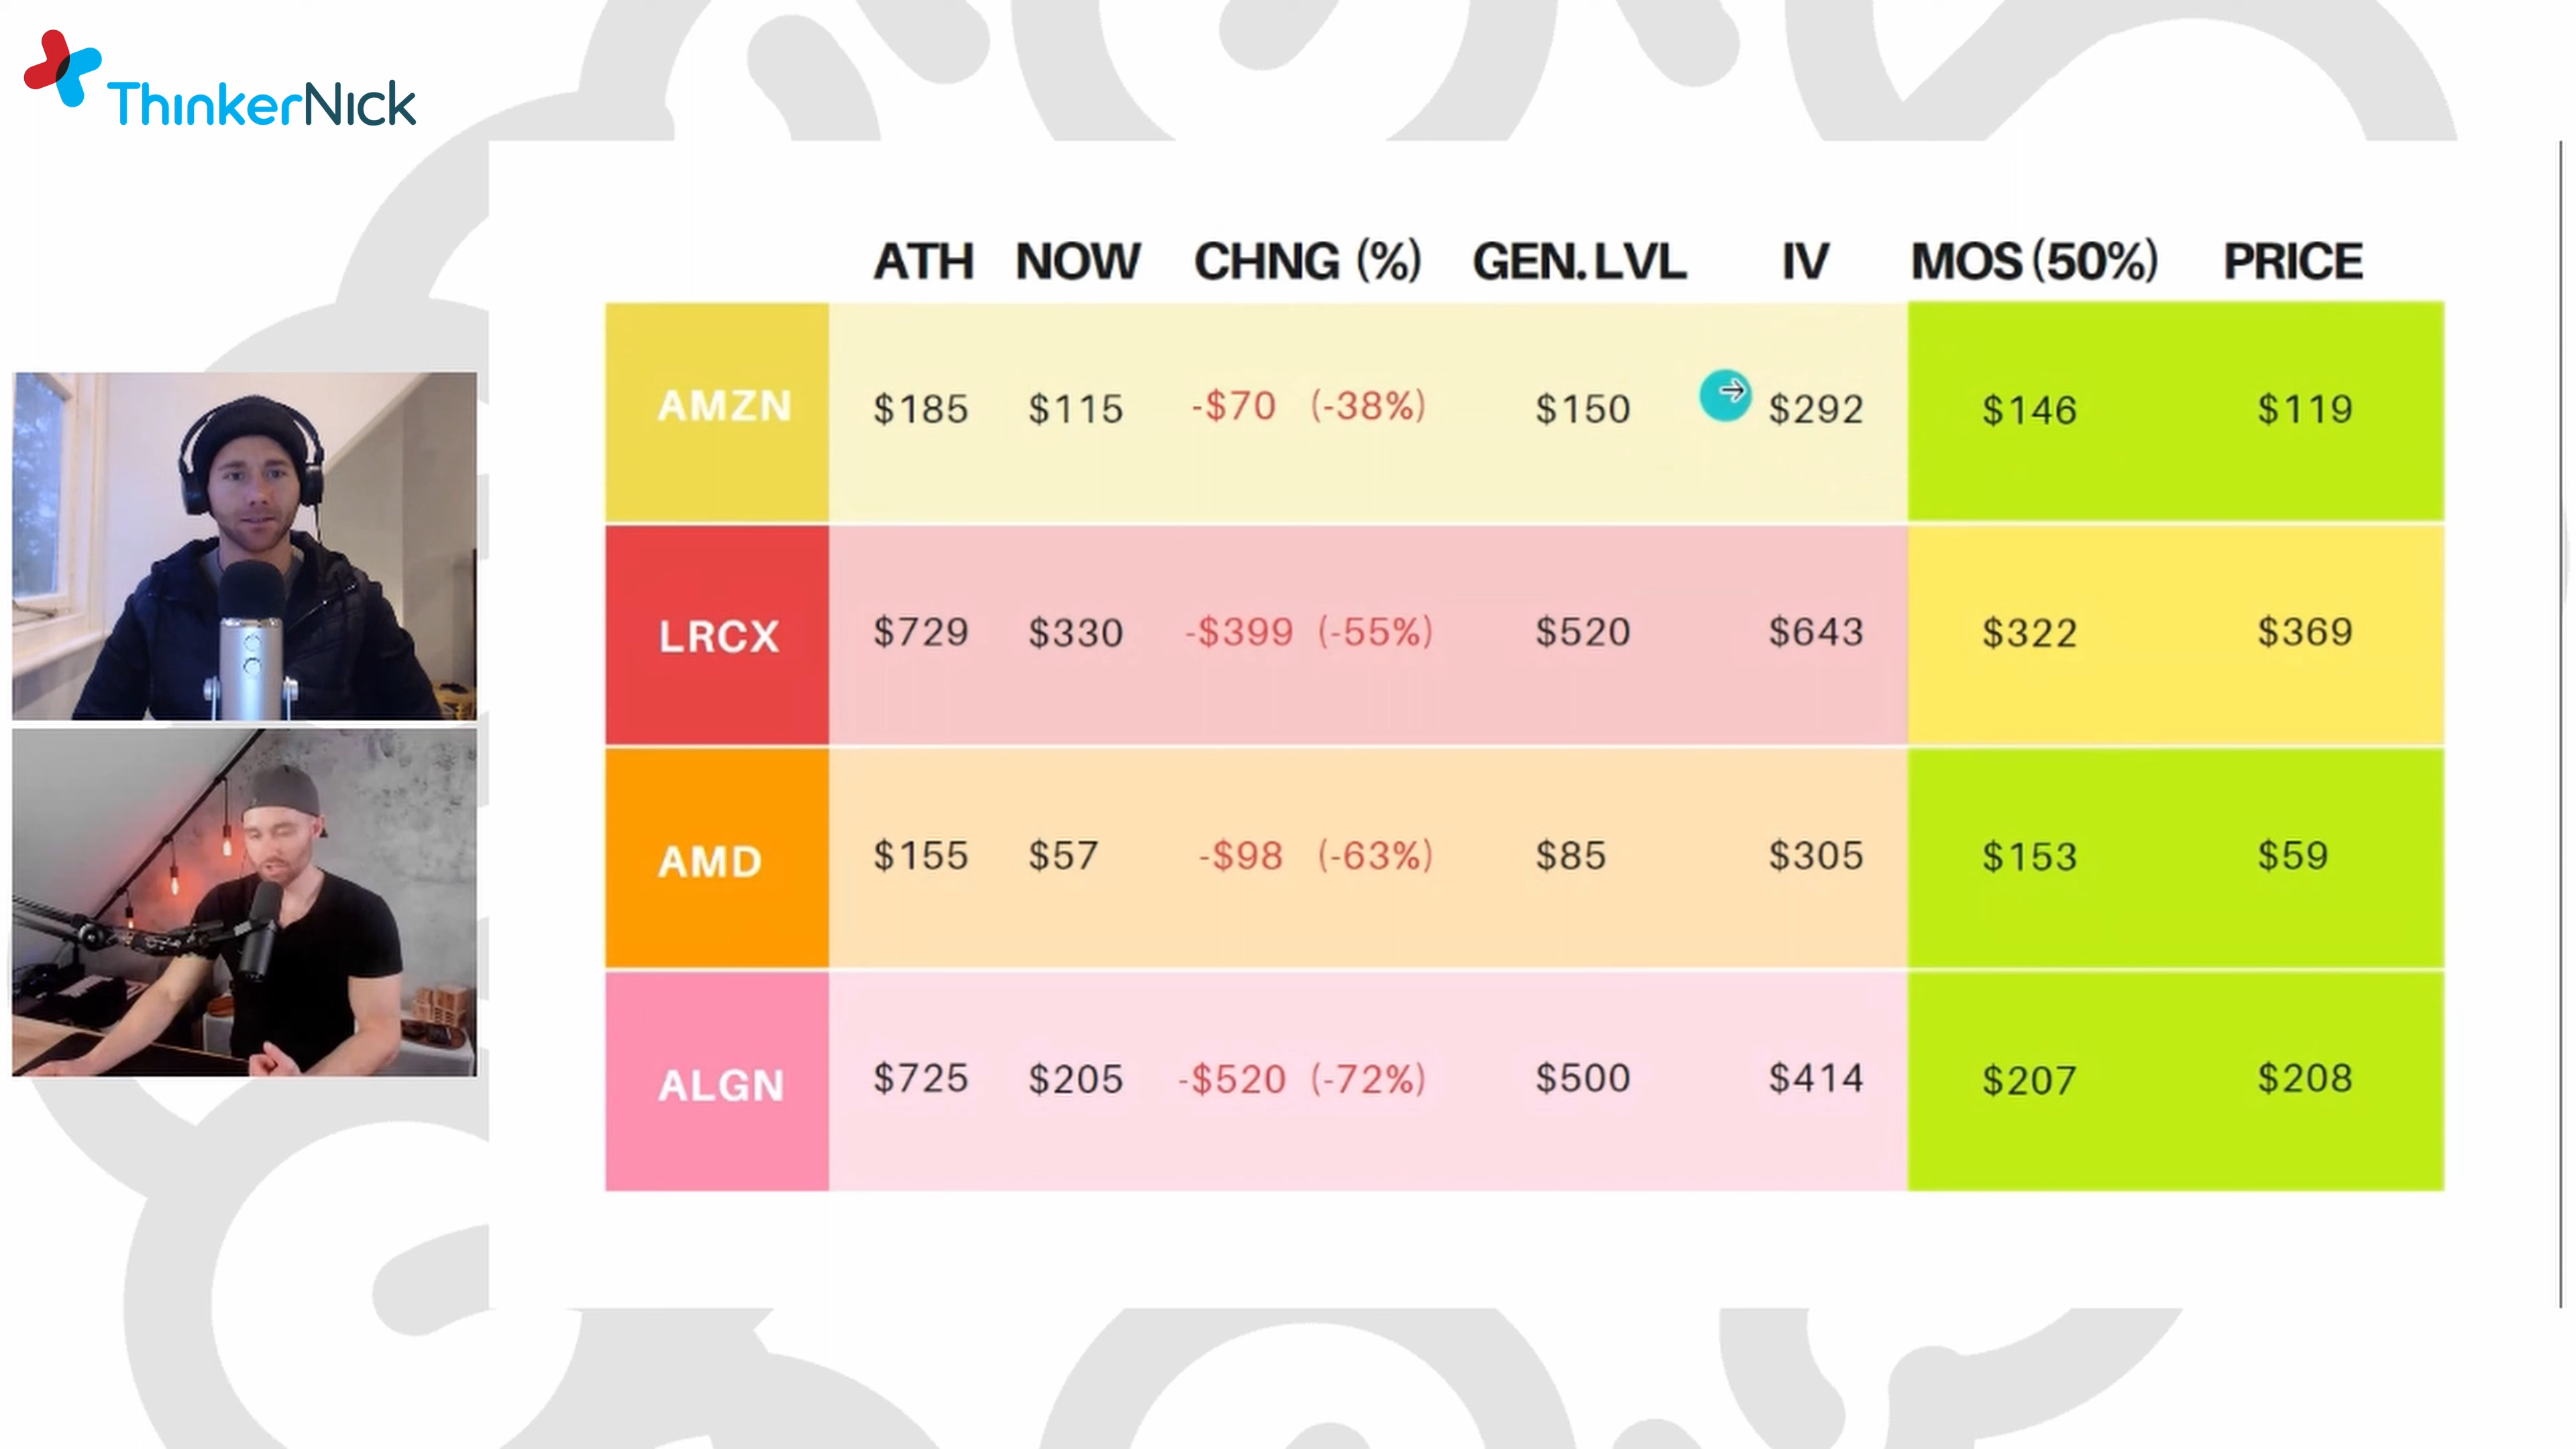 ThinkerNick
ATH NOW CHNG (%) GEN. LVL IV MOS (50%) PRICE
AMZN $185 $115 -$70 (-38%) $150 $292 $146 $119
LRCX $729 $330 -$399 (-55%) $520 $643 $322 $369
AMD $155 $57 -$98 (-63%) $85 $305 $153 $59
ALGN $725 $205 -$520 (-72%) $500 $414 $207 $208